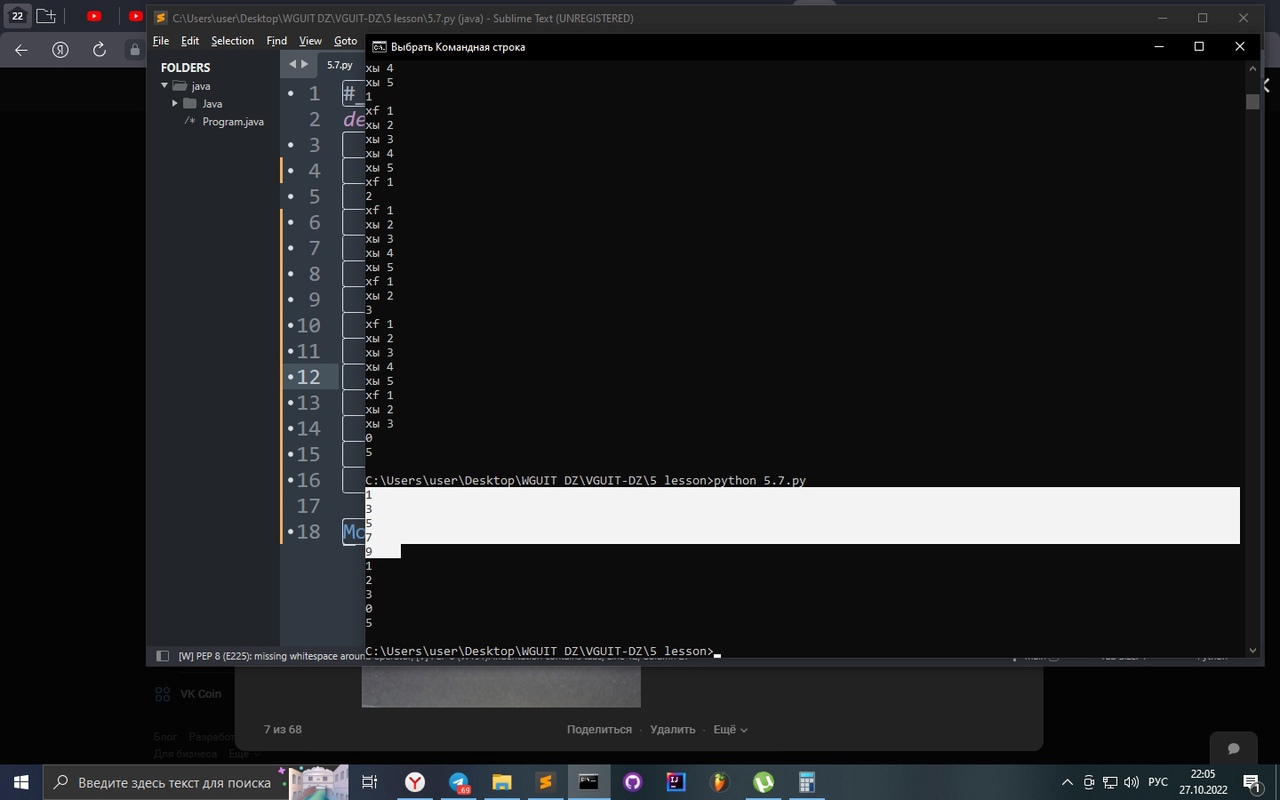 22
C:\Users\user\Desktop\WGUIT DZ\VGUIT-DZ\5 lesson\5.7.py (java) - Sublime Text (UNREGISTERED)
File Edit Selection Find View Goto
Выбрать Командная строка
FOLDERS
java
Java
Program.java
5.7.py
1 #_
2 de
3
4
5
6
7
8
9
10
11
12
13
14
15
16
17
18 Mc
хы 4
хы 5
1
xf 1
хы 2
хы 3
хы 4
хы 5
xf 1
2
xf 1
хы 2
хы 3
хы 4
хы 5
xf 1
хы 2
3
xf 1
хы 2
хы 3
хы 4
хы 5
xf 1
хы 2
хы 3
0
5
C:\Users\user\Desktop\WGUIT DZ\VGUIT-DZ\5 lesson>python 5.7.py
1
3
5
7
9
1
2
3
0
5
C:\Users\user\Desktop\WGUIT DZ\VGUIT-DZ\5 lesson>
[W] PEP 8 (E225): missing whitespace around
VK Coin
7 из 68
Поделиться · Удалить · Ещё
Блог Разработ
Для бизнеса Ещё
Введите здесь текст для поиска
69
РУС
22:05
27.10.2022
1